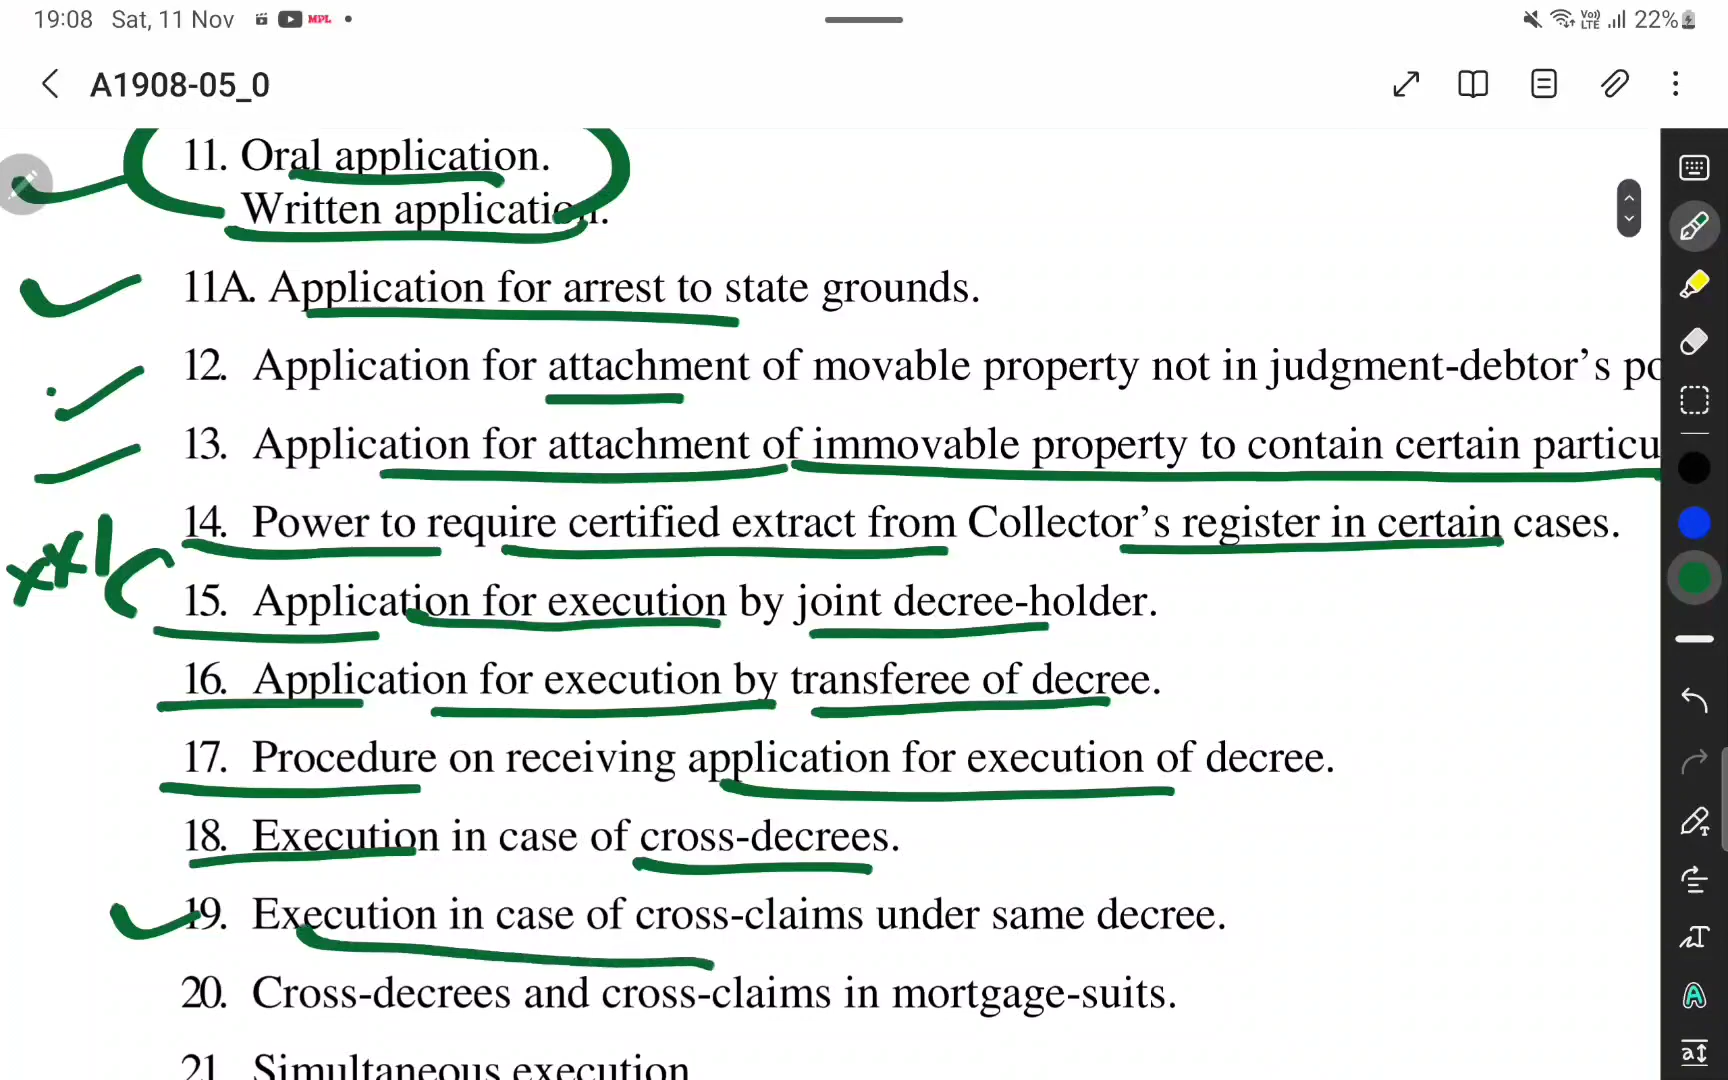 19:08 Sat, 11 Nov MPL 22%
Vo)) LTE
A1908-05_0
11. Oral application.
Written application.
11A. Application for arrest to state grounds.
12. Application for attachment of movable property not in judgment-debtor’s po
13. Application for attachment of immovable property to contain certain particu
14. Power to require certified extract from Collector’s register in certain cases.
15. Application for execution by joint decree-holder.
16. Application for execution by transferee of decree.
17. Procedure on receiving application for execution of decree.
18. Execution in case of cross-decrees.
19. Execution in case of cross-claims under same decree.
20. Cross-decrees and cross-claims in mortgage-suits.
21. Simultaneous execution